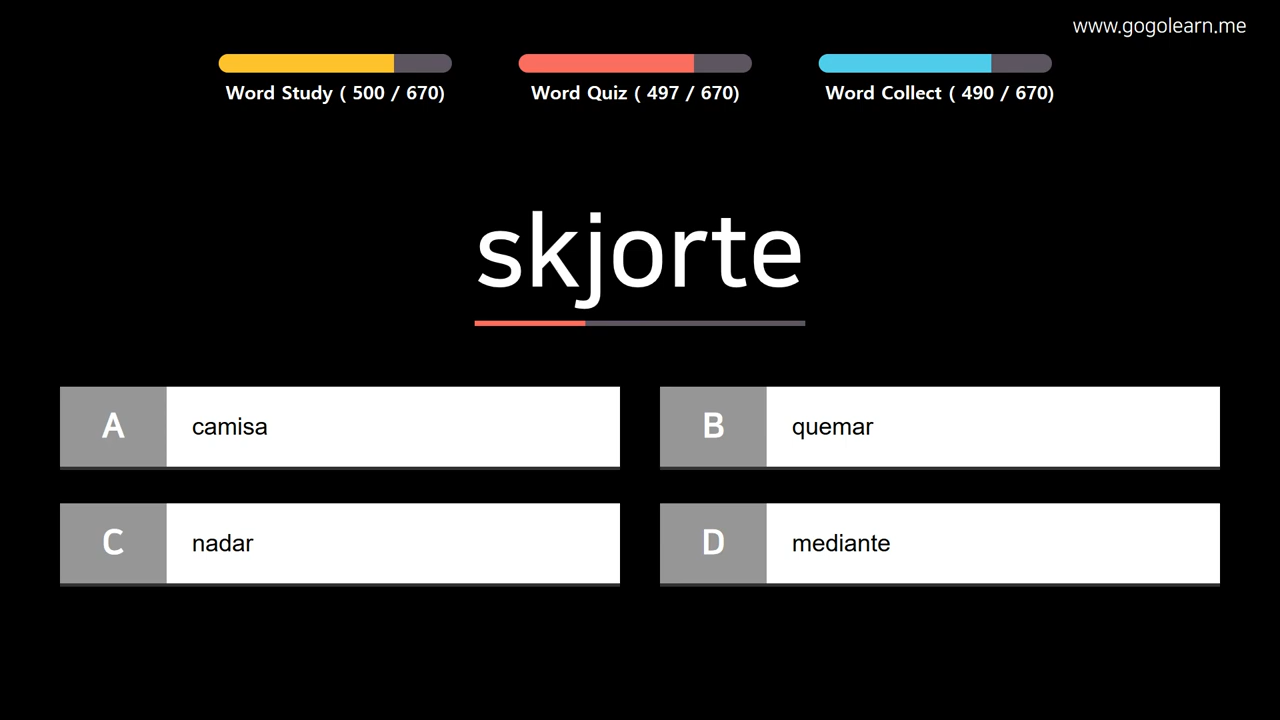 www.gogolearn.me
Word Study ( 500 / 670)
Word Quiz ( 497 / 670)
Word Collect ( 490 / 670)
skjorte
A camisa
B quemar
C nadar
D mediante